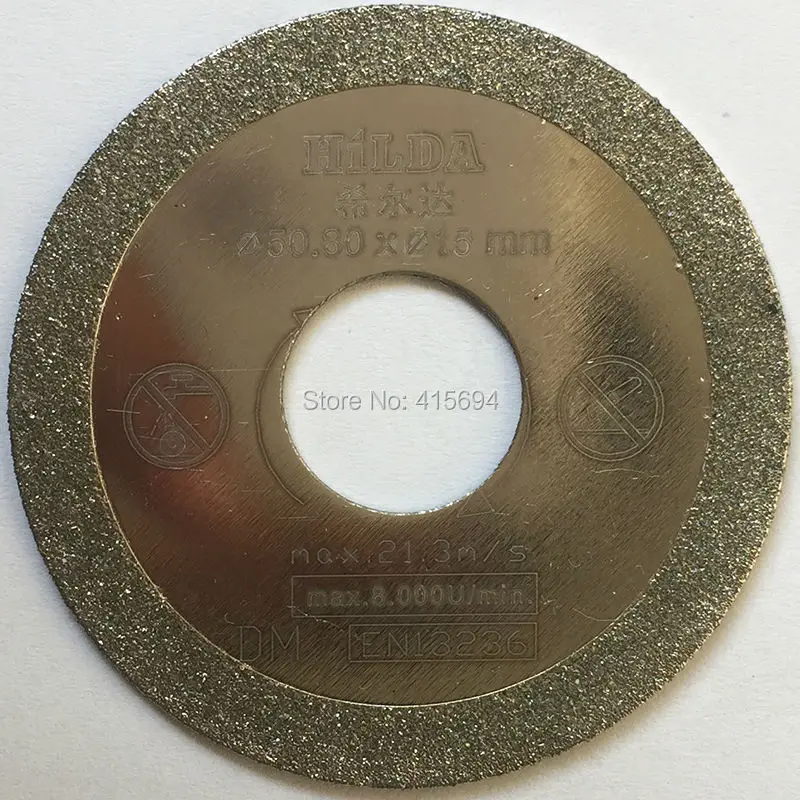 HiLDA
希尔达
Ø50.80 x Ø15 mm
Store No: 415694
max.21.3m/s
max.8.000U/min.
DM EN13236